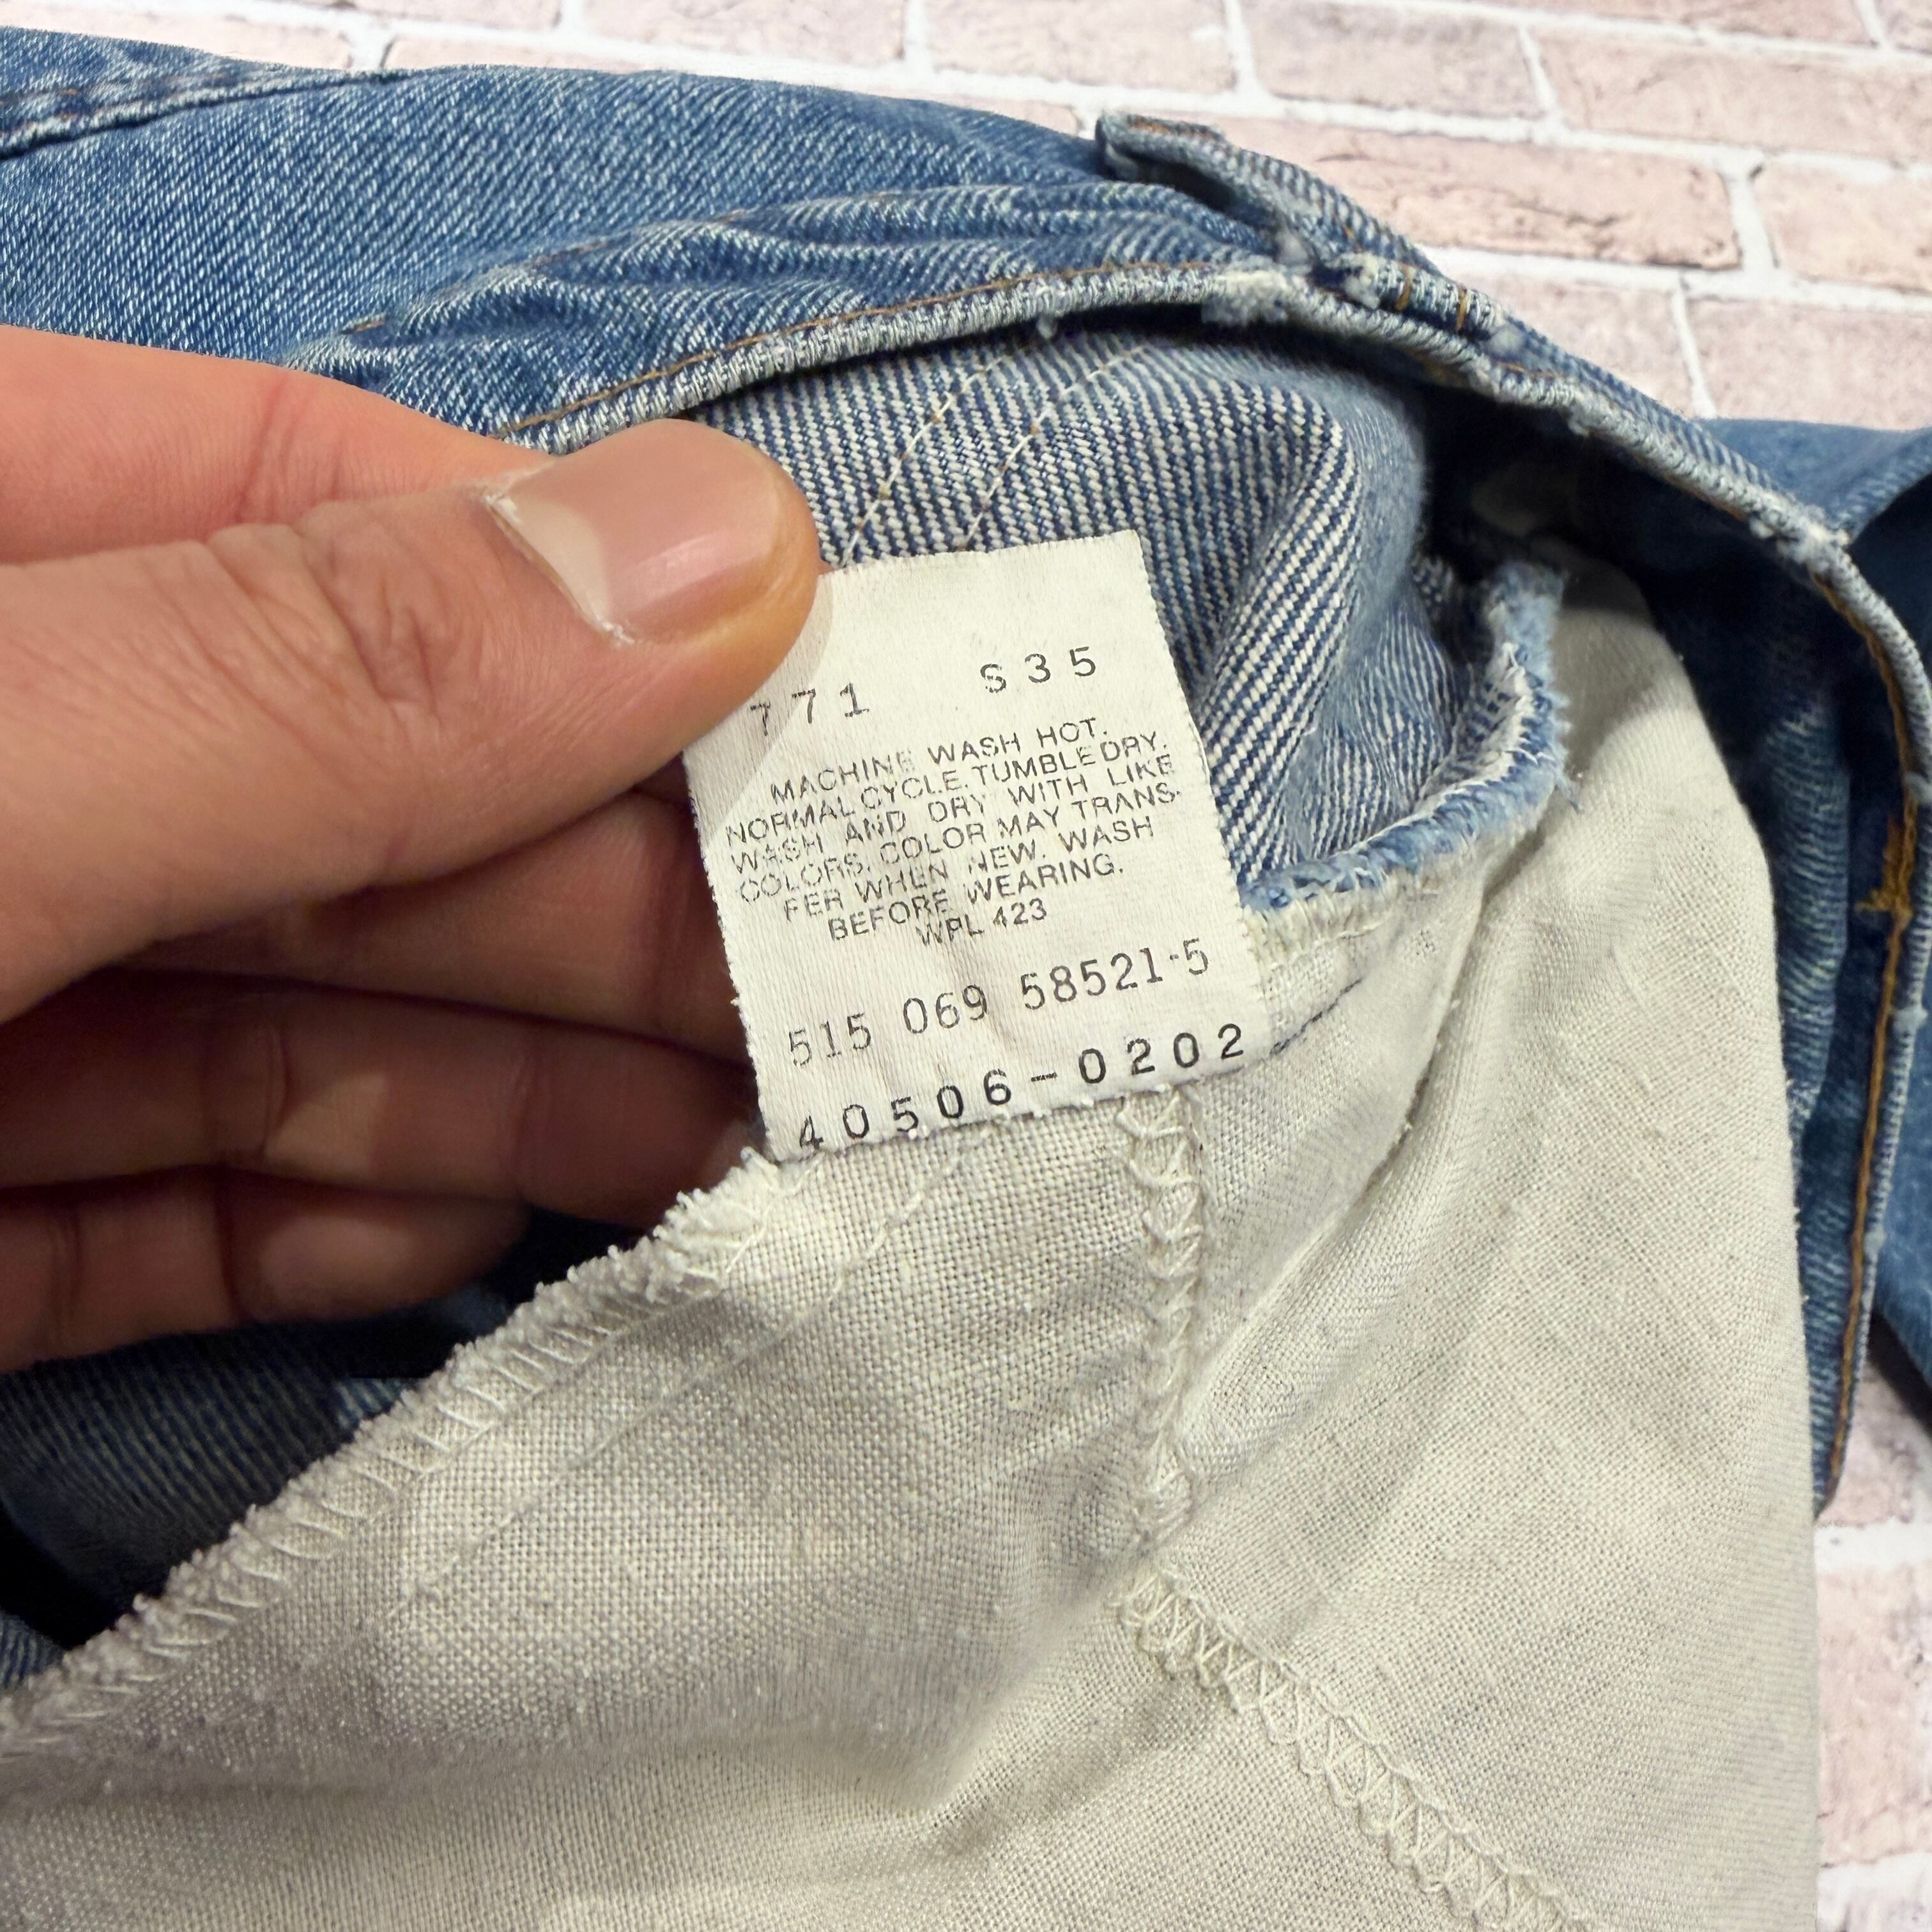 771 S35
MACHINE WASH HOT.
NORMAL CYCLE. TUMBLE DRY.
WASH AND DRY WITH LIKE
COLORS. COLOR MAY TRANS-
FER WHEN NEW. WASH
BEFORE WEARING.
WPL 423
515 069 58521-5
40506-0202